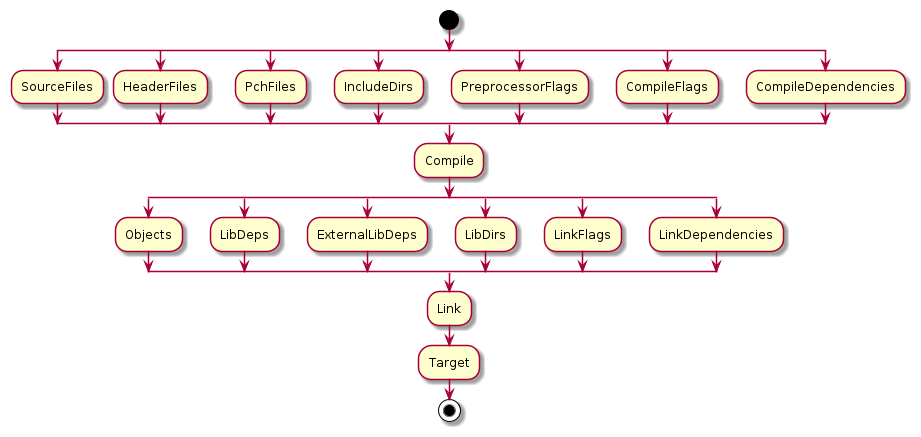 SourceFiles HeaderFiles PchFiles IncludeDirs PreprocessorFlags CompileFlags CompileDependencies
Compile
Objects LibDeps ExternalLibDeps LibDirs LinkFlags LinkDependencies
Link
Target